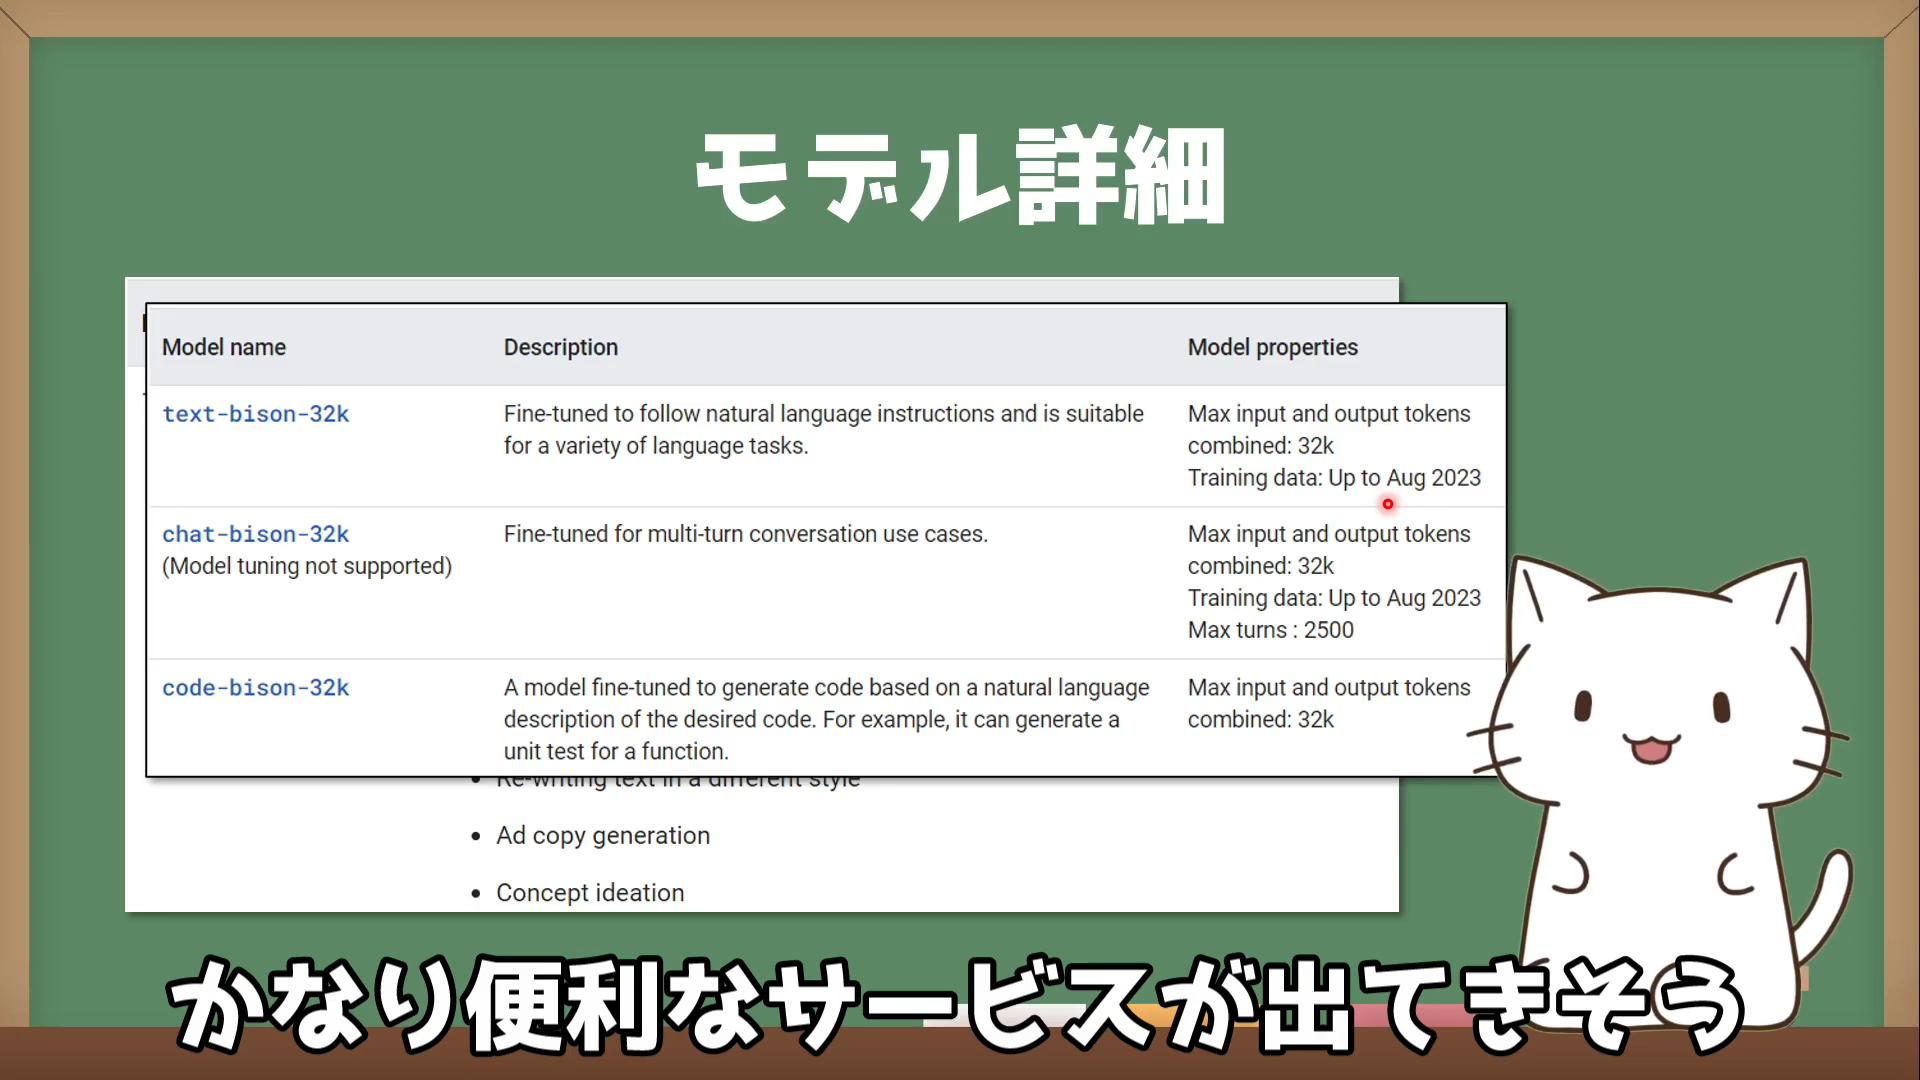 モデル詳細
Model name Description Model properties
text-bison-32k
Fine-tuned to follow natural language instructions and is suitable
for a variety of language tasks.
Max input and output tokens
combined: 32k
Training data: Up to Aug 2023
chat-bison-32k
(Model tuning not supported)
Fine-tuned for multi-turn conversation use cases.
Max input and output tokens
combined: 32k
Training data: Up to Aug 2023
Max turns : 2500
code-bison-32k
A model fine-tuned to generate code based on a natural language
description of the desired code. For example, it can generate a
unit test for a function.
Max input and output tokens
combined: 32k
• Re-writing text in a different style
• Ad copy generation
• Concept ideation
かなり便利なサービスが出てきそう